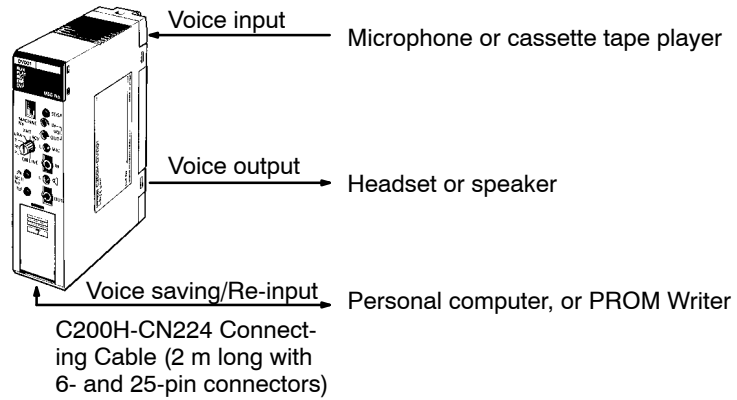 Voice input
Microphone or cassette tape player
Voice output
Headset or speaker
Voice saving/Re-input
Personal computer, or PROM Writer
C200H-CN224 Connect-
ing Cable (2 m long with
6- and 25-pin connectors)